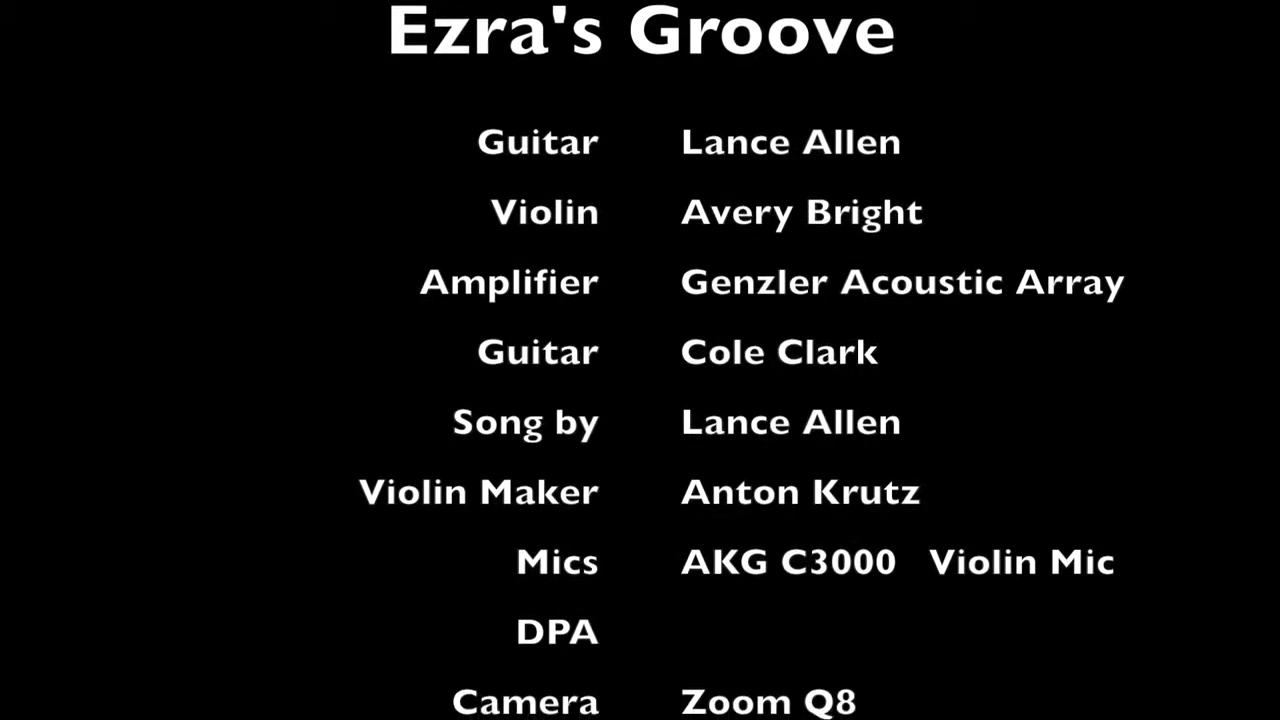 Ezra's Groove
Guitar Lance Allen
Violin Avery Bright
Amplifier Genzler Acoustic Array
Guitar Cole Clark
Song by Lance Allen
Violin Maker Anton Krutz
Mics AKG C3000 Violin Mic
DPA
Camera Zoom Q8